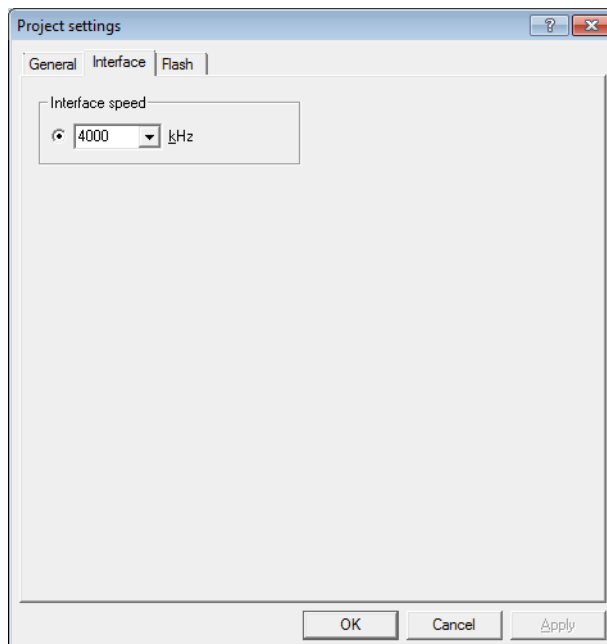 Project settings
General Interface Flash
Interface speed
4000 kHz
OK Cancel Apply